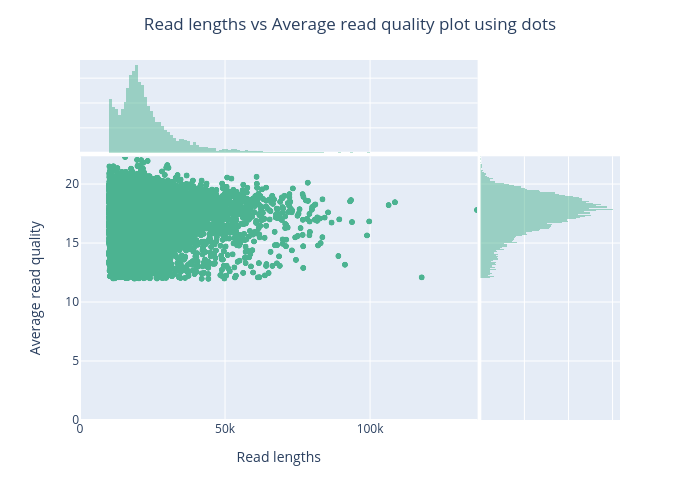 Read lengths vs Average read quality plot using dots
20
15
10
5
0
Average read quality
0 50k 100k
Read lengths